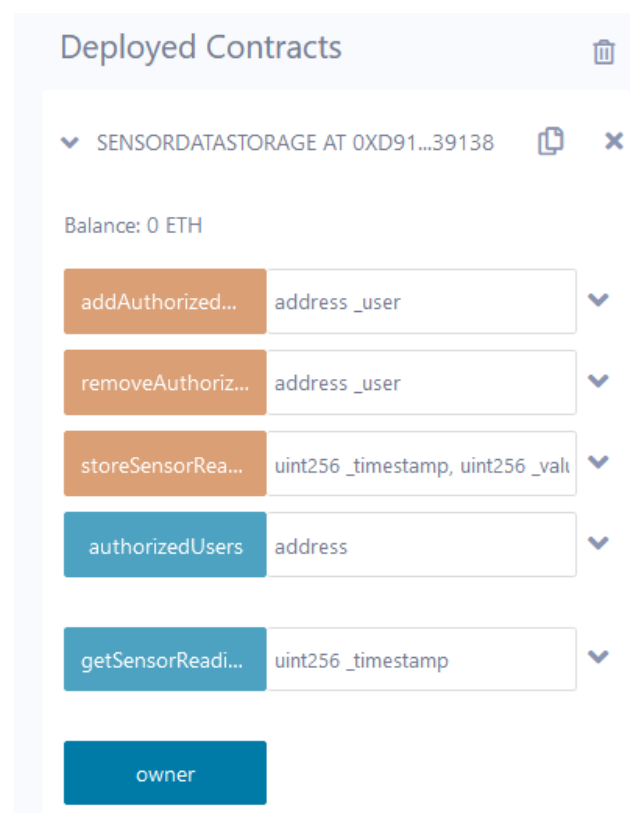 Deployed Contracts
SENSORDATASTORAGE AT 0XD91...39138
Balance: 0 ETH
addAuthorized... address _user
removeAuthoriz... address _user
storeSensorRea... uint256 _timestamp, uint256 _valu
authorizedUsers address
getSensorReadi... uint256 _timestamp
owner